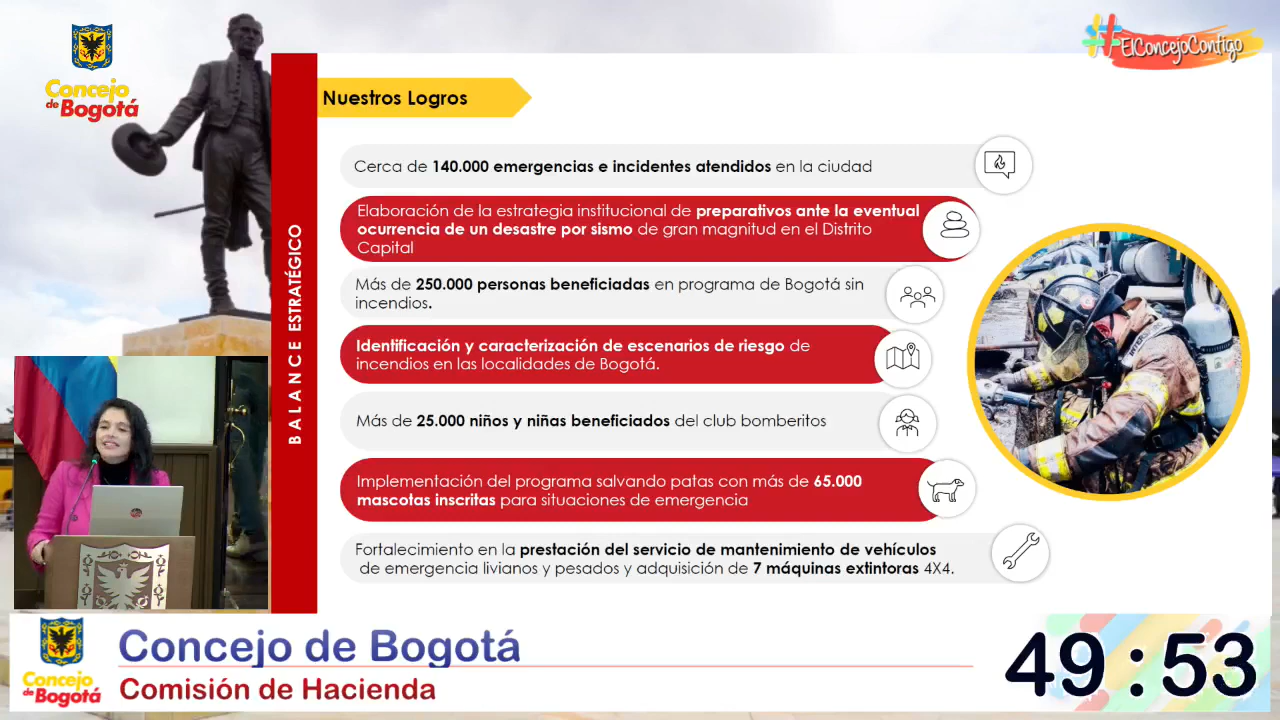 Concejo
de Bogotá
#ElConcejoContigo
Nuestros Logros
BALANCE ESTRATÉGICO
Cerca de 140.000 emergencias e incidentes atendidos en la ciudad
Elaboración de la estrategia institucional de preparativos ante la eventual
ocurrencia de un desastre por sismo de gran magnitud en el Distrito
Capital
Más de 250.000 personas beneficiadas en programa de Bogotá sin
incendios.
Identificación y caracterización de escenarios de riesgo de
incendios en las localidades de Bogotá.
Más de 25.000 niños y niñas beneficiados del club bomberitos
Implementación del programa salvando patas con más de 65.000
mascotas inscritas para situaciones de emergencia
Fortalecimiento en la prestación del servicio de mantenimiento de vehículos
de emergencia livianos y pesados y adquisición de 7 máquinas extintoras 4X4.
Concejo
de Bogotá
Concejo de Bogotá
Comisión de Hacienda
49:53